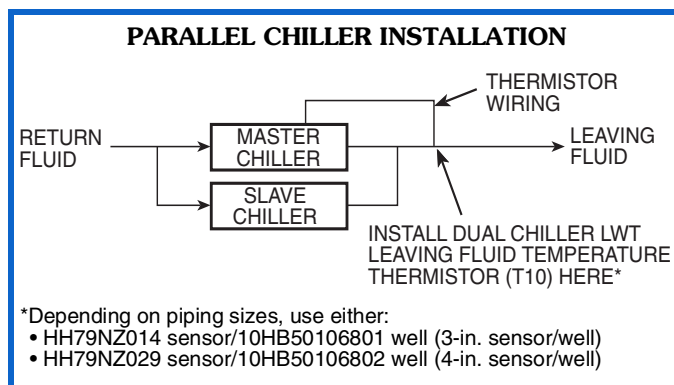 PARALLEL CHILLER INSTALLATION
THERMISTOR
WIRING
RETURN
FLUID
MASTER
CHILLER
LEAVING
FLUID
SLAVE
CHILLER
INSTALL DUAL CHILLER LWT
LEAVING FLUID TEMPERATURE
THERMISTOR (T10) HERE*
*Depending on piping sizes, use either:
• HH79NZ014 sensor/10HB50106801 well (3-in. sensor/well)
• HH79NZ029 sensor/10HB50106802 well (4-in. sensor/well)